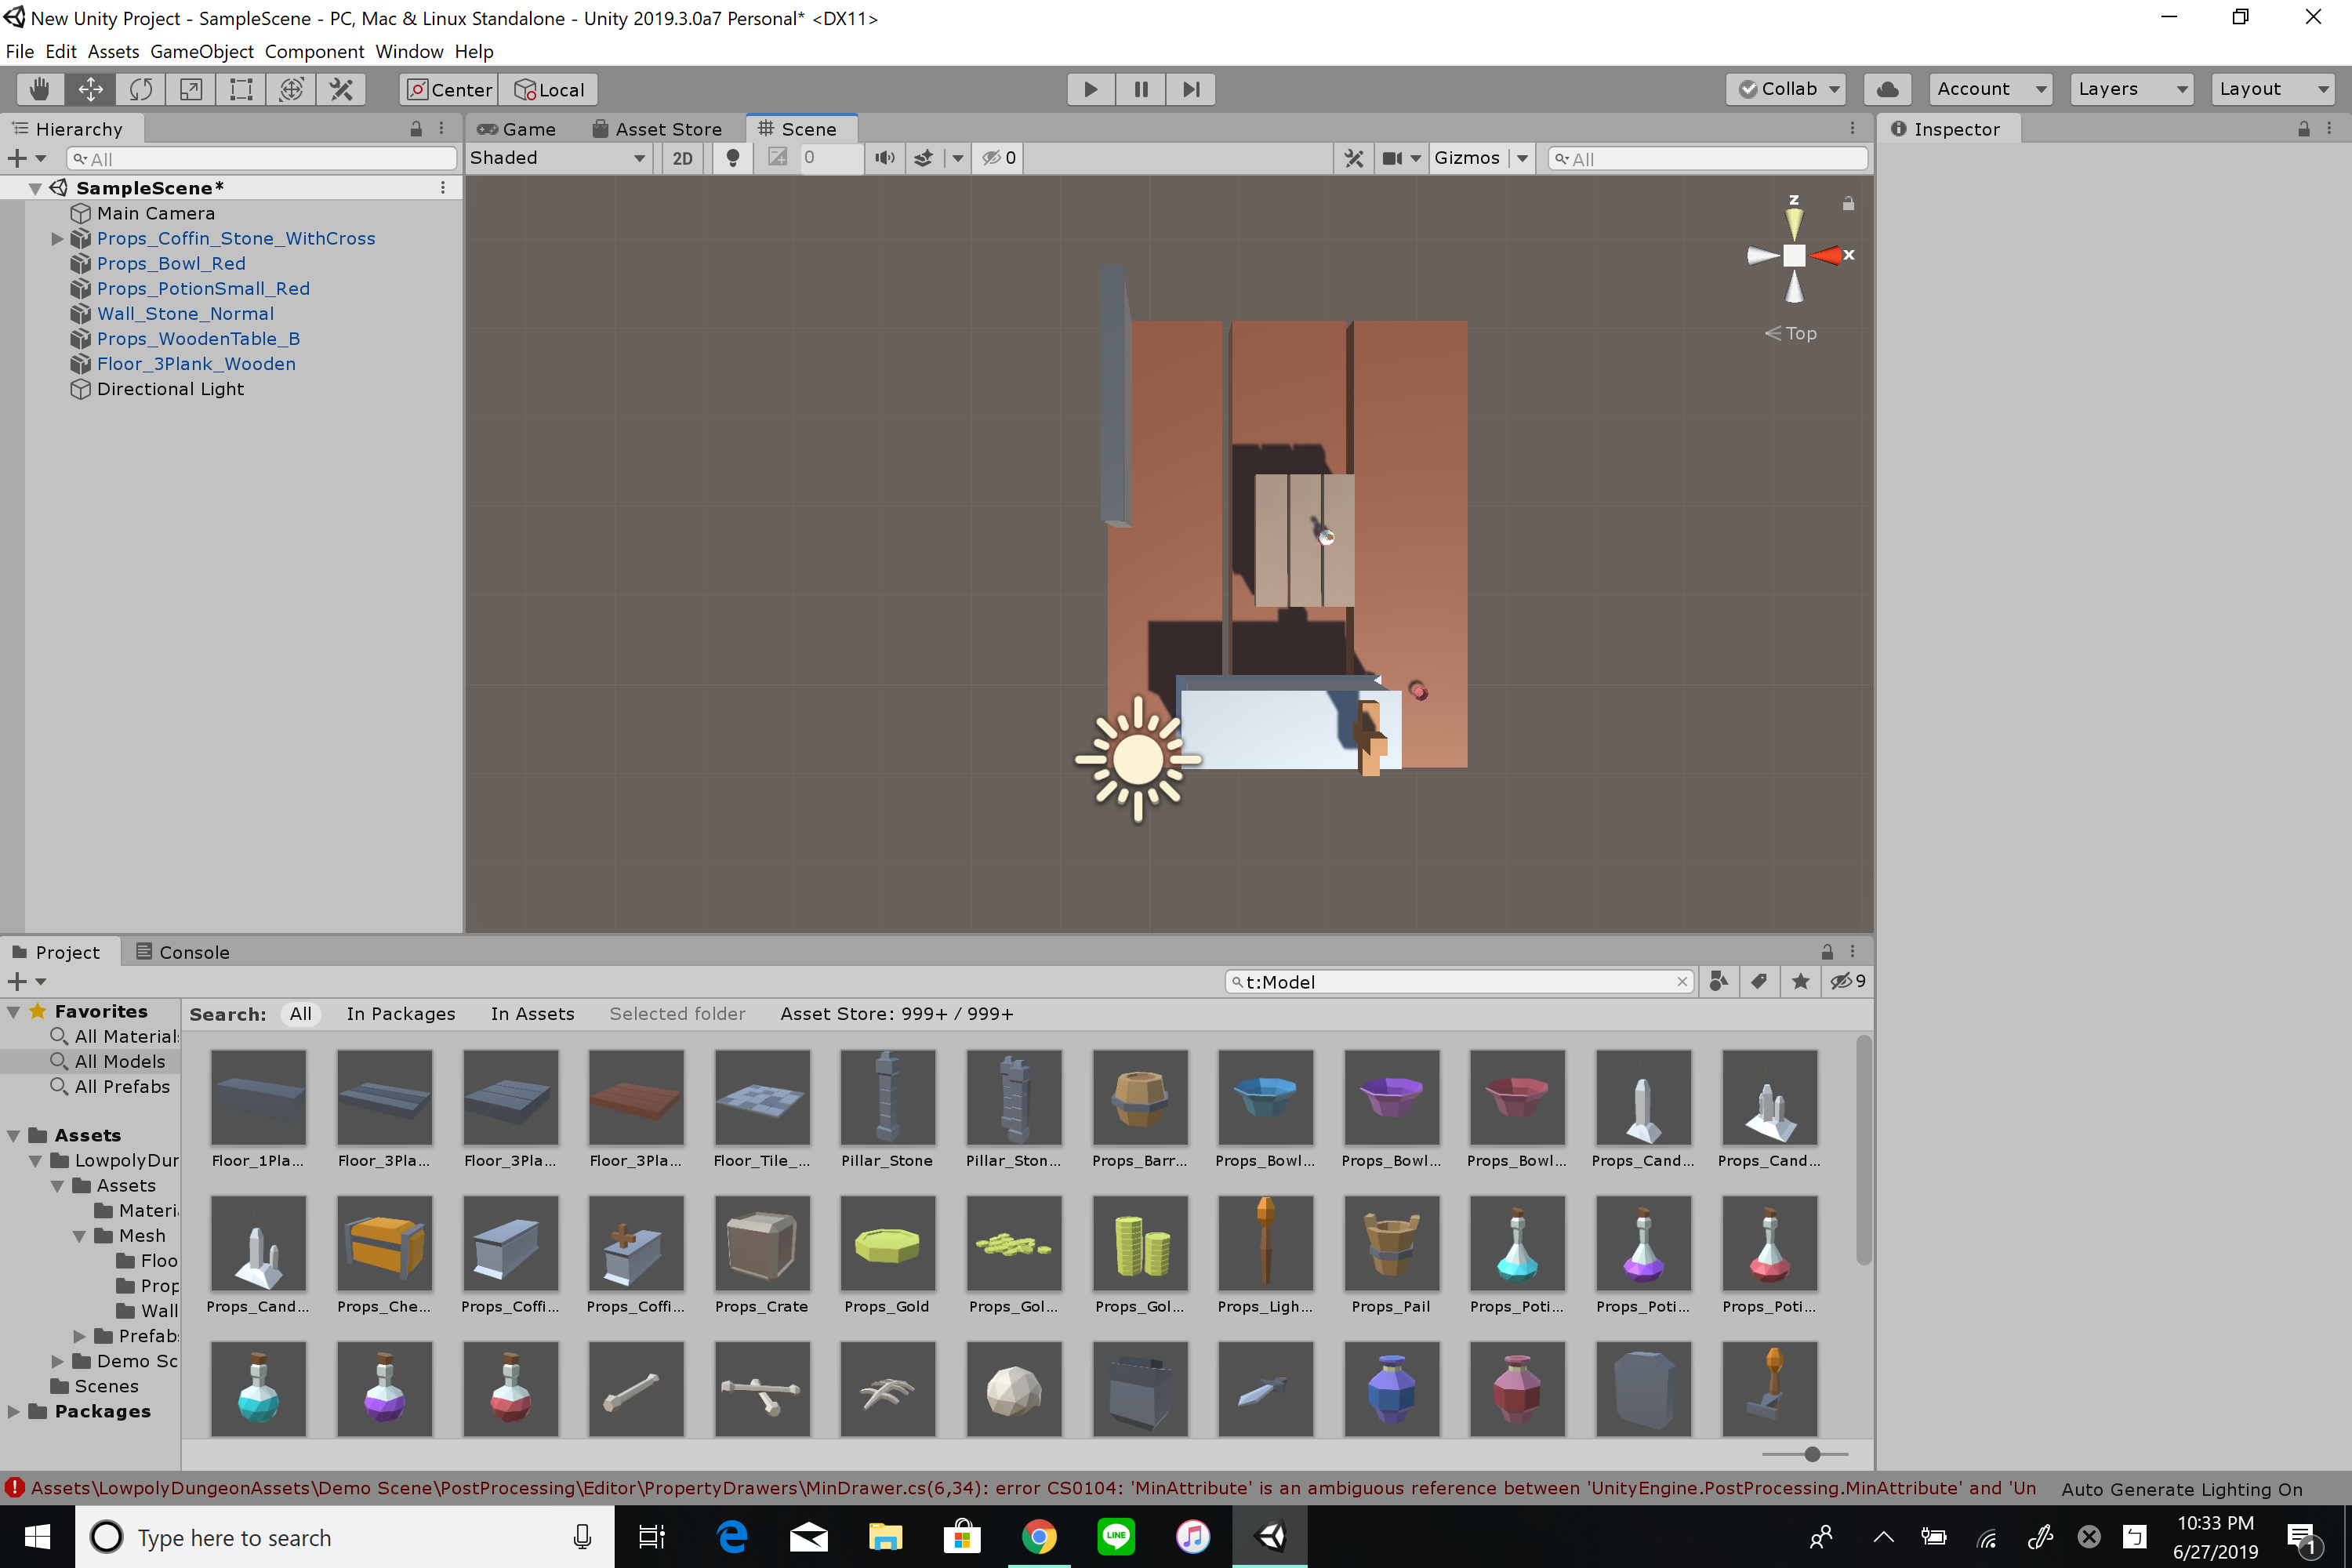 New Unity Project - SampleScene - PC, Mac & Linux Standalone - Unity 2019.3.0a7 Personal* <DX11>
File Edit Assets GameObject Component Window Help
Center Local Collab Account Layers Layout
Hierarchy Game Asset Store Scene Inspector
All Shaded 2D 0 0 Gizmos All
SampleScene*
Main Camera
Props_Coffin_Stone_WithCross
Props_Bowl_Red
Props_PotionSmall_Red
Wall_Stone_Normal
Props_WoodenTable_B
Floor_3Plank_Wooden
Directional Light
z
x
Top
Project Console
t:Model 9
Favorites
All Materials
All Models
All Prefabs
Assets
LowpolyDur
Assets
Materi
Mesh
Floo
Prop
Wall
Prefab
Demo Sc
Scenes
Packages
Search: All In Packages In Assets Selected folder Asset Store: 999+ / 999+
Floor_1Pla... Floor_3Pla... Floor_3Pla... Floor_3Pla... Floor_Tile_... Pillar_Stone Pillar_Ston... Props_Barr... Props_Bowl... Props_Bowl... Props_Bowl... Props_Cand... Props_Cand...
Props_Cand... Props_Che... Props_Coffi... Props_Coffi... Props_Crate Props_Gold Props_Gol... Props_Gol... Props_Ligh... Props_Pail Props_Poti... Props_Poti... Props_Poti...
Assets\LowpolyDungeonAssets\Demo Scene\PostProcessing\Editor\PropertyDrawers\MinDrawer.cs(6,34): error CS0104: 'MinAttribute' is an ambiguous reference between 'UnityEngine.PostProcessing.MinAttribute' and 'Un Auto Generate Lighting On
Type here to search
LINE
ㄅ
10:33 PM
6/27/2019
1